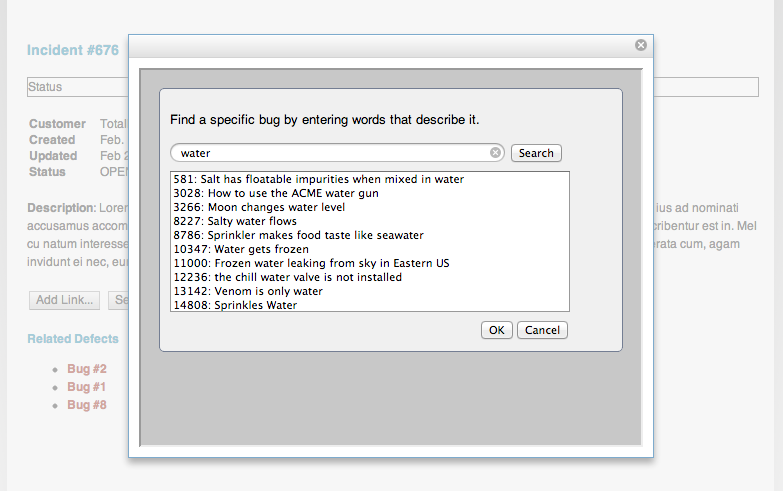 Incident #676
Status
Customer Total
Created Feb.
Updated Feb 2
Status OPEN
Description: Lorem ius ad nominati
accusamus accom cribentur est in. Mel
cu natum interesse erata cum, agam
invidunt ei nec, eu
Add Link... Se
Related Defects
• Bug #2
• Bug #1
• Bug #8
Find a specific bug by entering words that describe it.
water Search
581: Salt has floatable impurities when mixed in water
3028: How to use the ACME water gun
3266: Moon changes water level
8227: Salty water flows
8786: Sprinkler makes food taste like seawater
10347: Water gets frozen
11000: Frozen water leaking from sky in Eastern US
12236: the chill water valve is not installed
13142: Venom is only water
14808: Sprinkles Water
OK Cancel